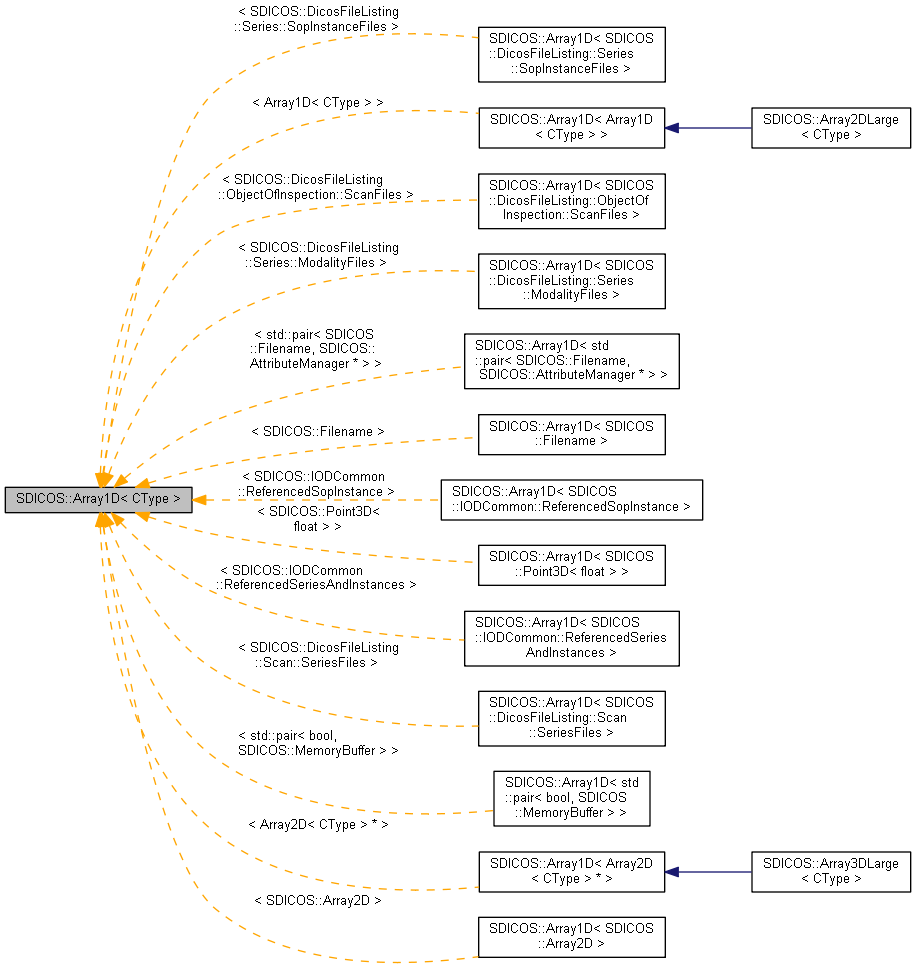 < SDICOS::DicosFileListing
::Series::SopInstanceFiles >
SDICOS::Array1D< SDICOS
::DicosFileListing::Series
::SopInstanceFiles >
< Array1D< CType > >
SDICOS::Array1D< Array1D
< CType > >
SDICOS::Array2DLarge
< CType >
< SDICOS::DicosFileListing
::ObjectOfInspection::ScanFiles >
SDICOS::Array1D< SDICOS
::DicosFileListing::ObjectOf
Inspection::ScanFiles >
< SDICOS::DicosFileListing
::Series::ModalityFiles >
SDICOS::Array1D< SDICOS
::DicosFileListing::Series
::ModalityFiles >
< std::pair< SDICOS
::Filename, SDICOS::
AttributeManager * > >
SDICOS::Array1D< std
::pair< SDICOS::Filename,
SDICOS::AttributeManager * > >
< SDICOS::Filename >
SDICOS::Array1D< SDICOS
::Filename >
SDICOS::Array1D< CType >
< SDICOS::IODCommon
::ReferencedSopInstance >
SDICOS::Array1D< SDICOS
::IODCommon::ReferencedSopInstance >
< SDICOS::Point3D<
float > >
SDICOS::Array1D< SDICOS
::Point3D< float > >
< SDICOS::IODCommon
::ReferencedSeriesAndInstances >
SDICOS::Array1D< SDICOS
::IODCommon::ReferencedSeries
AndInstances >
< SDICOS::DicosFileListing
::Scan::SeriesFiles >
SDICOS::Array1D< SDICOS
::DicosFileListing::Scan
::SeriesFiles >
< std::pair< bool,
SDICOS::MemoryBuffer > >
SDICOS::Array1D< std
::pair< bool, SDICOS
::MemoryBuffer > >
< Array2D< CType > * >
SDICOS::Array1D< Array2D
< CType > * >
SDICOS::Array3DLarge
< CType >
< SDICOS::Array2D >
SDICOS::Array1D< SDICOS
::Array2D >